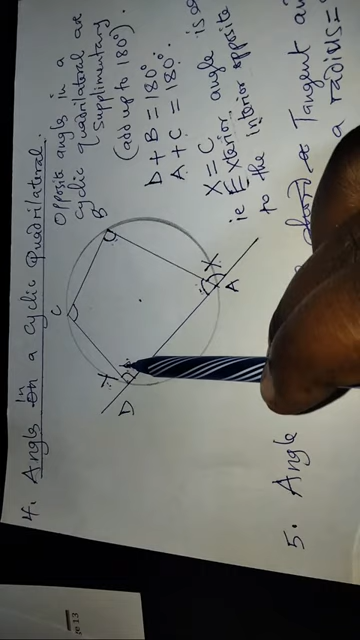 4. Angle in a cyclic quadrilateral.
Opposite angles in a
cyclic quadrilateral are
Supplimentary
(add up to 180°).
D + B = 180°
A + C = 180°.
X = C
ie Exterior angle is
to the interior opposite
B
C
X
D
X
A
5. Angle
a Tangent
a radius =